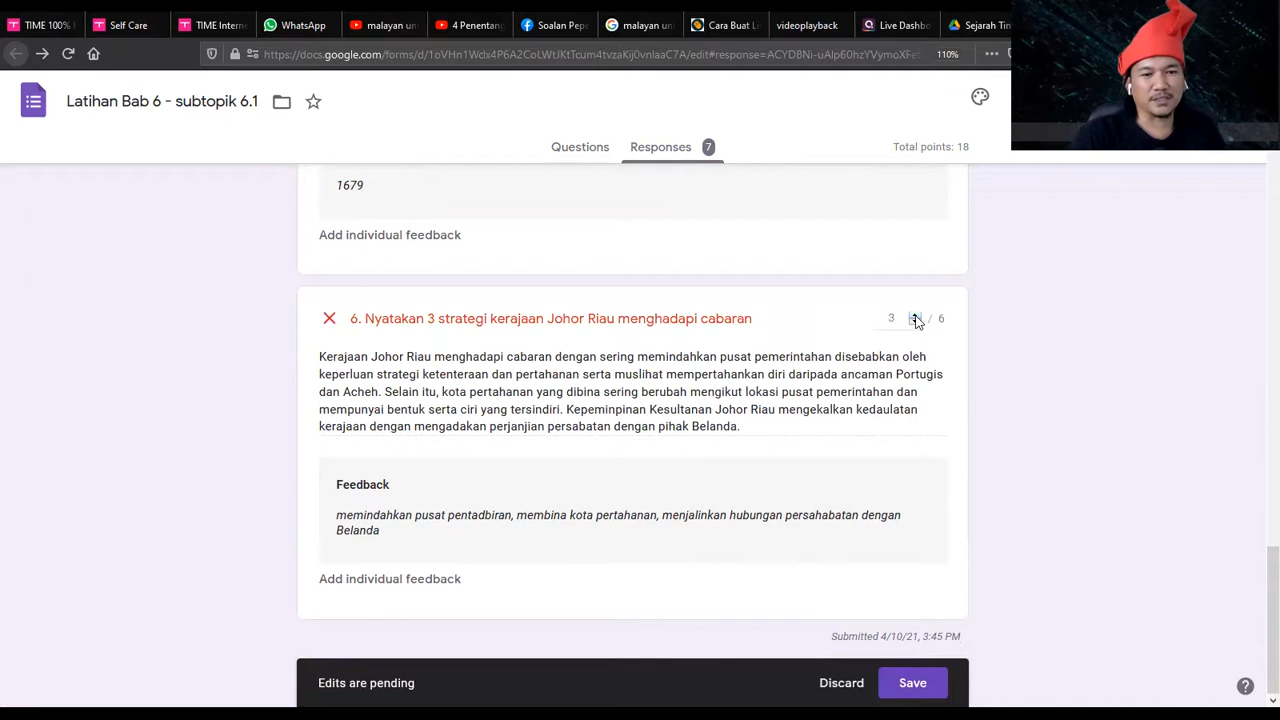 TIME 100%
Self Care
TIME Intern
WhatsApp
malayan un
4 Penentang
Soalan Pep
malayan un
Cara Buat L
videoplayback
Live Dashbo
Sejarah Tin
110%
Latihan Bab 6 - subtopik 6.1
Questions
Responses 7
Total points: 18
1679
Add individual feedback
6. Nyatakan 3 strategi kerajaan Johor Riau menghadapi cabaran
3 / 6
Kerajaan Johor Riau menghadapi cabaran dengan sering memindahkan pusat pemerintahan disebabkan oleh
keperluan strategi ketenteraan dan pertahanan serta muslihat mempertahankan diri daripada ancaman Portugis
dan Acheh. Selain itu, kota pertahanan yang dibina sering berubah mengikut lokasi pusat pemerintahan dan
mempunyai bentuk serta ciri yang tersindiri. Kepeminpinan Kesultanan Johor Riau mengekalkan kedaulatan
kerajaan dengan mengadakan perjanjian persabatan dengan pihak Belanda.
Feedback
memindahkan pusat pentadbiran, membina kota pertahanan, menjalinkan hubungan persahabatan dengan
Belanda
Add individual feedback
Submitted 4/10/21, 3:45 PM
Edits are pending
Discard
Save